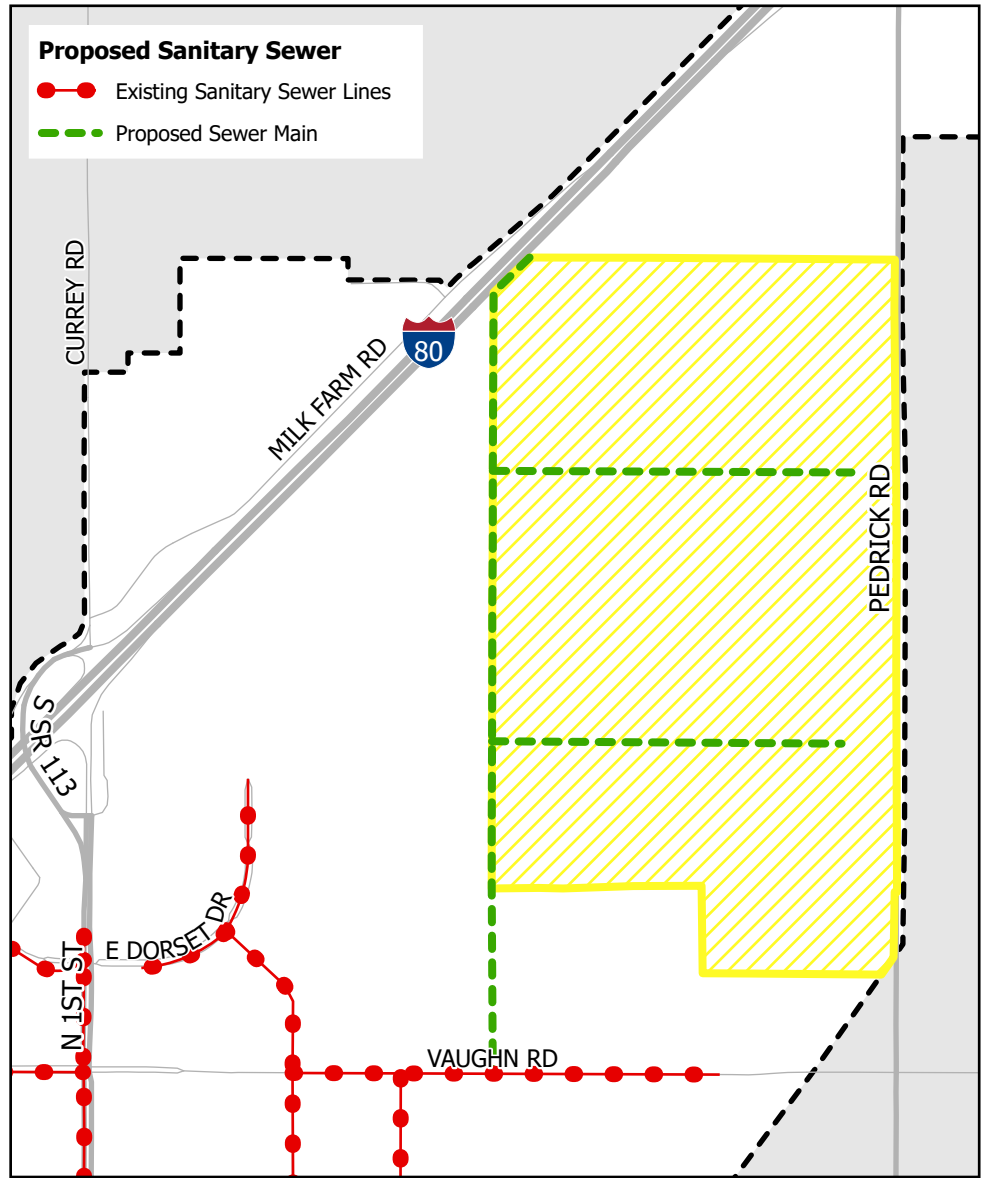 Proposed Sanitary Sewer
Existing Sanitary Sewer Lines
Proposed Sewer Main
CURREY RD
MILK FARM RD
80
PEDRICK RD
S SR 113
E DORSET DR
N 1ST ST
VAUGHN RD